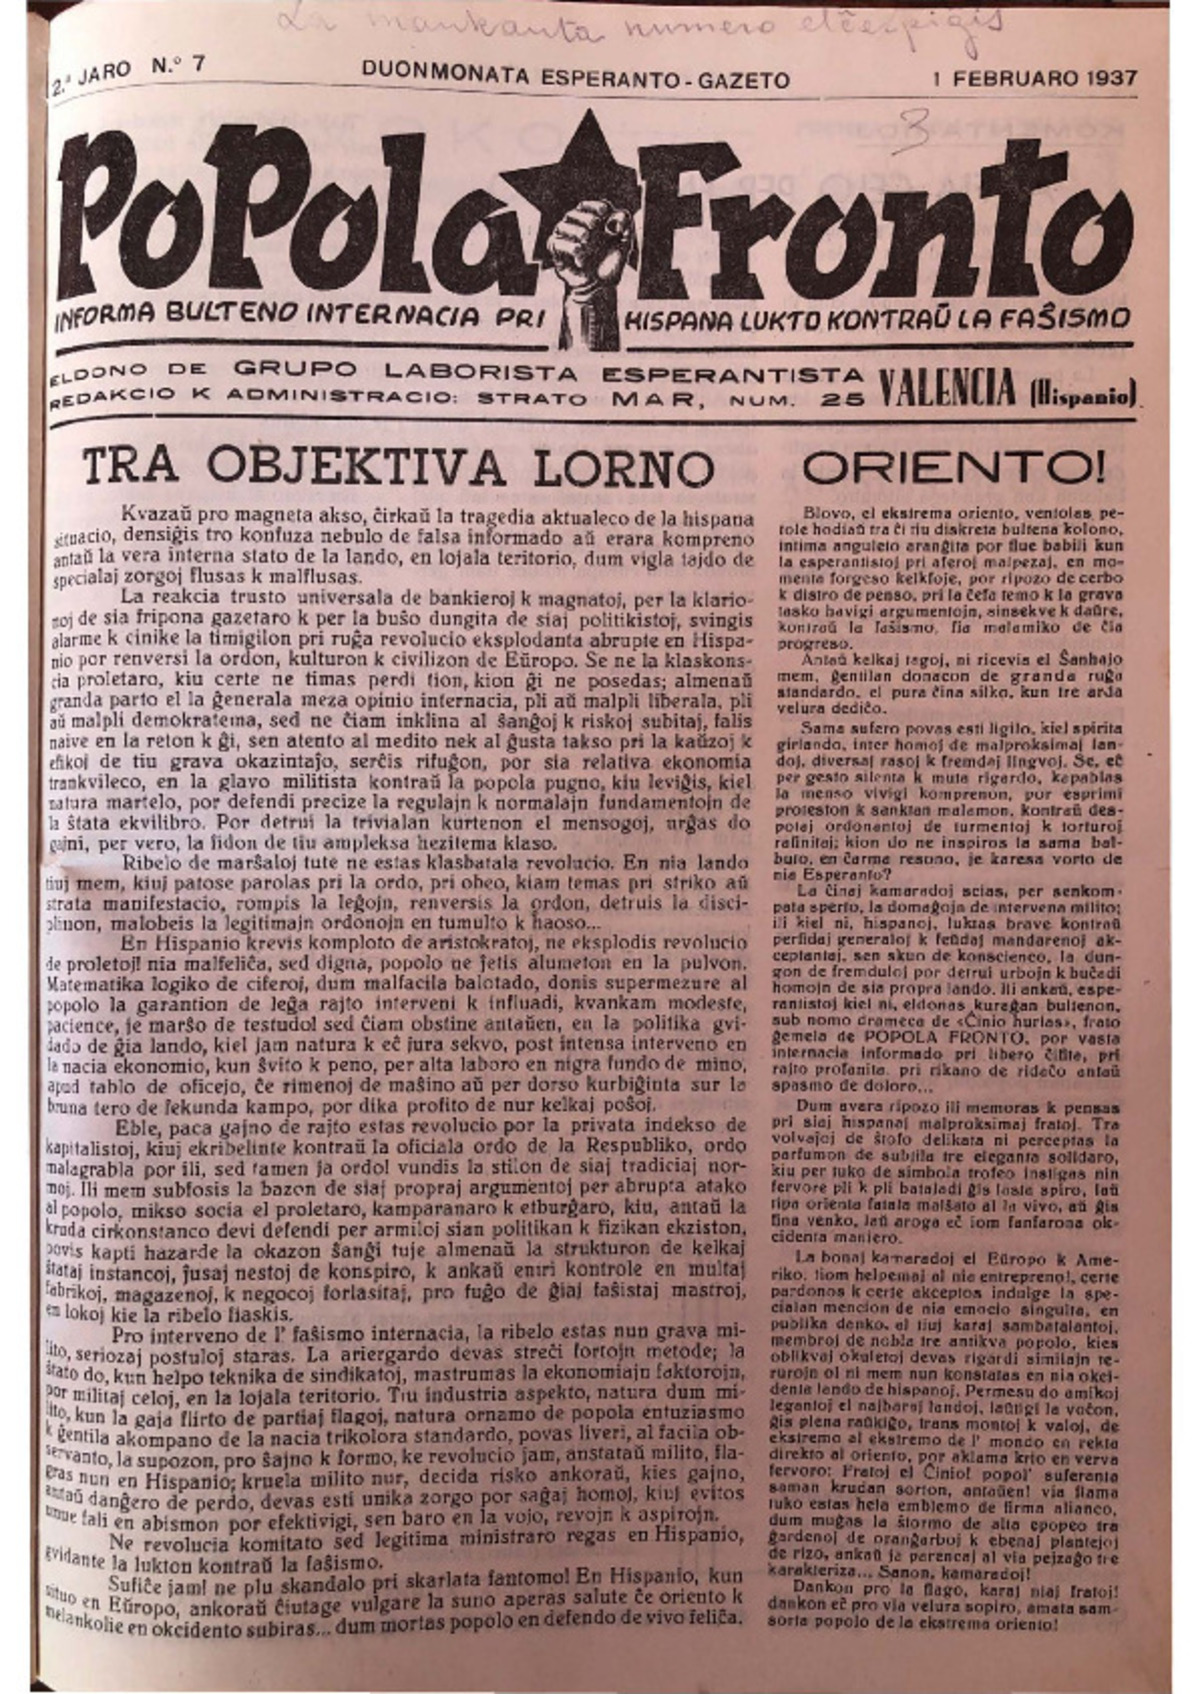 La mankanta numero elĉerpiĝis
2.ª JARO N.º 7
DUONMONATA ESPERANTO-GAZETO
1 FEBRUARO 1937
3
PoPola Fronto
INFORMA BULTENO INTERNACIA PRI HISPANA LUKTO KONTRAŬ LA FAŜISMO
ELDONO DE GRUPO LABORISTA ESPERANTISTA
REDAKCIO K ADMINISTRACIO: STRATO MAR, NUM. 25
VALENCIA (Hispanio)
TRA OBJEKTIVA LORNO
Kvazaŭ pro magneta akso, ĉirkaŭ la tragedia aktualeco de la hispana
situacio, densiĝis tro konfuza nebulo de falsa informado aŭ erara kompreno
antaŭ la vera interna stato de la lando, en lojala teritorio, dum vigla tajdo de
specialaj zorgoj flusas k malflusas.
La reakcia trusto universala de bankieroj k magnatoj, per la klario-
noj de sia fripona gazetaro k per la buŝo dungita de siaj politikistoj, svingis
alarme k cinike la timigilon pri ruĝa revolucio eksplodanta abrupte en Hispa-
nio por renversi la ordon, kulturon k civilizon de Eŭropo. Se ne la klaskons-
cia proletaro, kiu certe ne timas perdi tion, kion ĝi ne posedas; almenaŭ
granda parto el la ĝenerala meza opinio internacia, pli aŭ malpli liberala, pli
aŭ malpli demokratema, sed ne ĉiam inklina al ŝanĝoj k riskoj subitaj, falis
naive en la reton k ĝi, sen atento al medito nek al ĝusta takso pri la kaŭzoj k
efikoj de tiu grava okazintaĵo, serĉis rifuĝon, por sia relativa ekonomia
trankvileco, en la glavo militista kontraŭ la popola pugno, kiu leviĝis, kiel
natura martelo, por defendi precize la regulajn k normalajn fundamentojn de
la ŝtata ekvilibro. Por detrui la trivialan kurtenon el mensogoj, urĝas do
gajni, per vero, la fidon de tiu ampleksa hezitema klaso.
Ribelo de marŝaloj tute ne estas klasbatala revolucio. En nia lando
tiuj mem, kiuj patose parolas pri la ordo, pri obeo, kiam temas pri striko aŭ
strata manifestacio, rompis la leĝojn, renversis la ordon, detruis la disci-
plinon, malobeis la legitimajn ordonojn en tumulto k ĥaoso...
En Hispanio krevis komploto de aristokratoj, ne eksplodis revolucio
de proletoj! nia malfeliĉa, sed digna, popolo ne ĵetis alumeton en la pulvon.
Matematika logiko de ciferoj, dum malfacila balotado, donis supermezure al
popolo la garantion de leĝa rajto interveni k influadi, kvankam modeste,
pacience, je marŝo de testudo! sed ĉiam obstine antaŭen, en la politika gvi-
dado de ĝia lando, kiel jam natura k eĉ jura sekvo, post intensa interveno en
la nacia ekonomio, kun ŝvito k peno, per alta laboro en nigra fundo de mino,
apud tablo de oficejo, ĉe rimenoj de maŝino aŭ per dorso kurbiĝinta sur la
bruna tero de fekunda kampo, por dika profito de nur kelkaj poŝoj.
Eble, paca gajno de rajto estas revolucio por la privata indekso de
kapitalistoj, kiuj ekribelinte kontraŭ la oficiala ordo de la Respubliko, ordo
malagrabla por ili, sed tamen ja ordo! vundis la stilon de siaj tradiciaj nor-
moj. Ili mem subfosis la bazon de siaj propraj argumentoj per abrupta atako
al popolo, mikso socia el proletaro, kamparanaro k etburĝaro, kiu, antaŭ la
kruda cirkonstanco devi defendi per armiloj sian politikan k fizikan ekziston,
povis kapti hazarde la okazon ŝanĝi tuje almenaŭ la strukturon de kelkaj
ŝtataj instancoj, ĵusaj nestoj de konspiro, k ankaŭ eniri kontrole en multaj
fabrikoj, magazenoj, k negocoj forlasitaj, pro fuĝo de ĝiaj faŝistaj mastroj,
en lokoj kie la ribelo fiaskis.
Pro interveno de l' faŝismo internacia, la ribelo estas nun grava mi-
lito, seriozaj postuloj staras. La ariergardo devas streĉi fortojn metode; la
ŝtato do, kun helpo teknika de sindikatoj, mastrumas la ekonomiajn faktorojn,
por militaj celoj, en la lojala teritorio. Tiu industria aspekto, natura dum mi-
lito, kun la gaja flirto de partiaj flagoj, natura ornamo de popola entuziasmo
k ĝentila akompano de la nacia trikolora standardo, povas liveri, al facila ob-
servanto, la supozon, pro ŝajno k formo, ke revolucio jam, anstataŭ milito, fla-
gras nun en Hispanio; kruela milito nur, decida risko ankoraŭ, kies gajno,
antaŭ danĝero de perdo, devas esti unika zorgo por saĝaj homoj, kiuj evitos
unue fali en abismon por efektivigi, sen baro en la vojo, revojn k aspirojn.
Ne revolucia komitato sed legitima ministraro regas en Hispanio,
gvidante la lukton kontraŭ la faŝismo.
Sufiĉe jam! ne plu skandalo pri skarlata fantomo! En Hispanio, kun
situo en Eŭropo, ankoraŭ ĉiutage vulgare la suno aperas salute ĉe oriento k
melankolie en okcidento subiras... dum mortas popolo en defendo de vivo feliĉa.
ORIENTO!
Blovo, el ekstrema oriento, ventolas pe-
tole hodiaŭ tra ĉi tiu diskreta bultena kolono,
intima anguleto aranĝita por flue babili kun
la esperantistoj pri aferoj malpezaj, en mo-
menta forgeso kelkfoje, por ripozo de cerbo
k distro de penso, pri la ĉefa temo k la grava
tasko havigi argumentojn, sinsekve k daŭre,
kontraŭ la faŝismo, fia malamiko de ĉia
progreso.
Antaŭ kelkaj tagoj, ni ricevis el Ŝanhajo
mem, ĝentilan donacon de granda ruĝa
standardo, el pura ĉina silko, kun tre arda
velura dediĉo.
Sama sufero povas esti ligilo, kiel spirita
girlando, inter homoj de malproksimaj lan-
doj, diversaj rasoj k fremdaj lingvoj. Se, eĉ
per gesto silenta k muta rigardo, kapablas
la menso vivigi komprenon, por esprimi
proteston k sanktan malamon, kontraŭ des-
potaj ordonantoj de turmentoj k torturoj
rafinitaj; kion do ne inspiros la sama bal-
buto, en ĉarma resono, je karesa vorto de
nia Esperanto?
La ĉinaj kamaradoj scias, per senkom-
pata sperto, la domaĝojn de intervena milito;
ili kiel ni, hispanoj, luktas brave kontraŭ
perfidaj generaloj k feŭdaj mandarenoj ak-
ceptantaj, sen skuo de konscienco, la dun-
gon de fremduloj por detrui urbojn k buĉadi
homojn de sia propra lando. Ili ankaŭ, espe-
rantistoj kiel ni, eldonas kuraĝan bultenon,
sub nomo drameca de «Ĉinio hurlas», frato
ĝemela de POPOLA FRONTO, por vasta
internacia informado pri libero ĉifita, pri
rajto profanita, pri rikano de rideĉo antaŭ
spasmo de doloro...
Dum avara ripozo ili memoras k pensas
pri siaj hispanaj malproksimaj fratoj. Tra
volvaĵoj de ŝtofo delikata ni perceptas la
parfumon de subtila tre eleganta solidaro,
kiu per tuko de simbola trofeo instigas nin
fervore pli k pli bataladi ĝis lasta spiro, laŭ
tipa orienta fatala malŝato al la vivo, aŭ ĝis
fina venko, laŭ aroga eĉ iom fanfarona ok-
cidenta maniero.
La bonaj kamaradoj el Eŭropo k Ame-
riko, tiom helpemaj al nia entrepreno!, certe
pardonos k certe akceptos indulge la spe-
cialan mencion de nia emocio singulta, en
publika danko, al tiuj karaj sambatalantoj,
membroj de nobla tre antikva popolo, kies
oblikvaj okuletoj devas rigardi similajn te-
rurojn ol ni mem nun konstatas en nia okci-
denta lando de hispanoj. Permesu do amikoj
legantoj el najbaraj landoj, laŭtigi la voĉon,
ĝis plena raŭkiĝo, trans montoj k valoj, de
ekstremo al ekstremo de l' mondo en rekta
direkto al oriento, por aklama krio en verva
fervoro: Fratoj el Ĉinio! popol' suferanta
saman krudan sorton, antaŭen! via flama
tuko estas hela emblemo de firma alianco,
dum muĝas la ŝtormo de alta epopeo tra
ĝardenoj de oranĝarboj k ebenaj plantejoj
de rizo, ankaŭ ja parencaj al via pejzaĝo tre
karakteriza... Sanon, kamaradoj!
Dankon pro la flago, karaj niaj fratoj!
dankon eĉ pro via velura sopiro, amata sam-
sorta popolo de la ekstrema oriento!